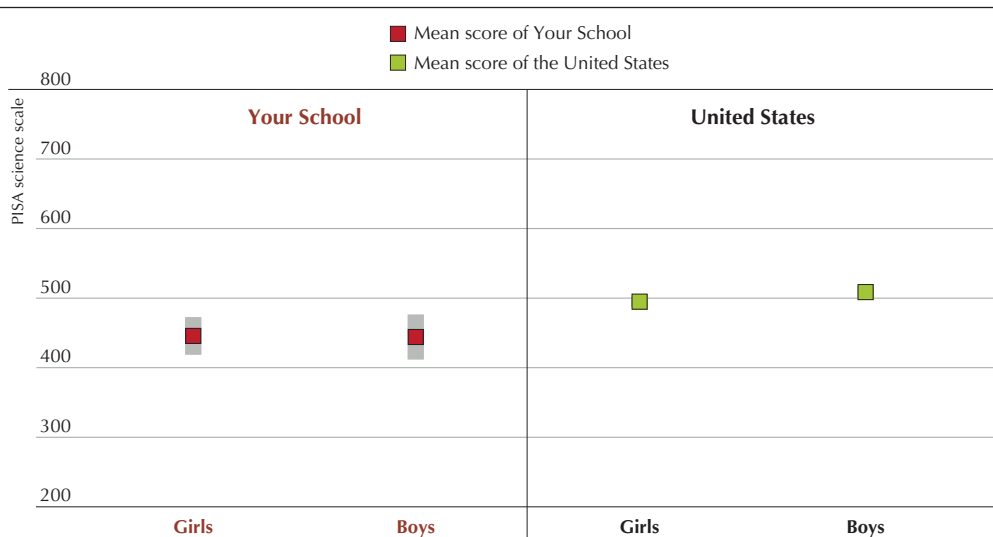 Mean score of Your School
Mean score of the United States
PISA science scale
800
Your School
United States
700
600
500
400
300
200
Girls
Boys
Girls
Boys